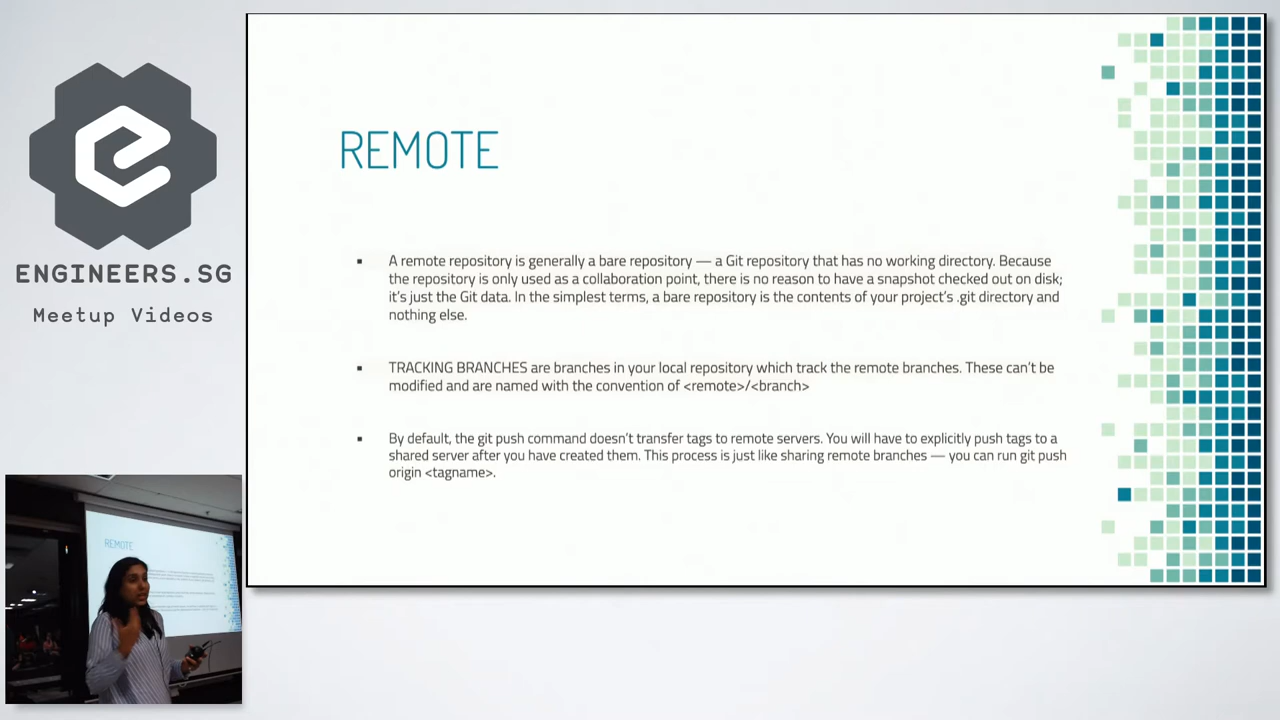 ENGINEERS.SG
Meetup Videos
REMOTE
▪ A remote repository is generally a bare repository — a Git repository that has no working directory. Because
the repository is only used as a collaboration point, there is no reason to have a snapshot checked out on disk;
it's just the Git data. In the simplest terms, a bare repository is the contents of your project's .git directory and
nothing else.
▪ TRACKING BRANCHES are branches in your local repository which track the remote branches. These can't be
modified and are named with the convention of <remote>/<branch>
▪ By default, the git push command doesn't transfer tags to remote servers. You will have to explicitly push tags to a
shared server after you have created them. This process is just like sharing remote branches — you can run git push
origin <tagname>.
REMOTE